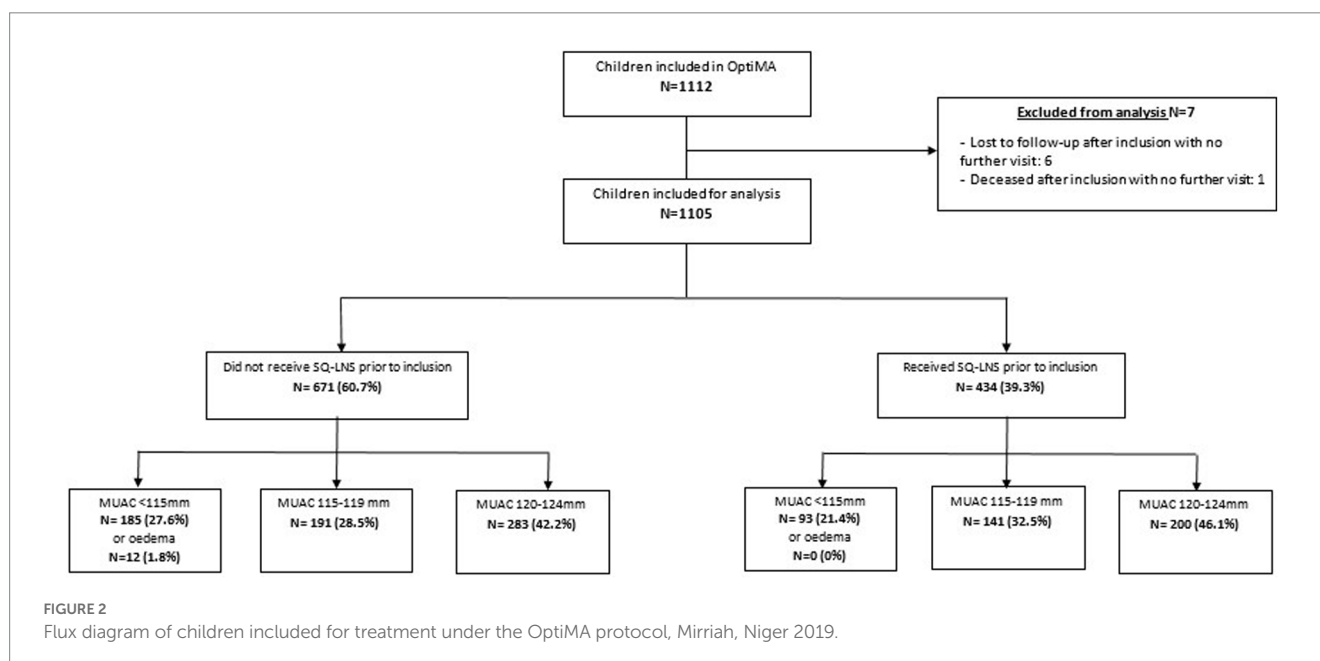 Children included in OptiMA
N=1112
Excluded from analysis N=7
- Lost to follow-up after inclusion with no
further visit: 6
- Deceased after inclusion with no further visit: 1
Children included for analysis
N=1105
Did not receive SQ-LNS prior to inclusion
N= 671 (60.7%)
Received SQ-LNS prior to inclusion
N= 434 (39.3%)
MUAC <115mm
N= 185 (27.6%)
or oedema
N=12 (1.8%)
MUAC 115-119 mm
N= 191 (28.5%)
MUAC 120-124mm
N= 283 (42.2%)
MUAC <115mm
N= 93 (21.4%)
or oedema
N=0 (0%)
MUAC 115-119 mm
N= 141 (32.5%)
MUAC 120-124mm
N= 200 (46.1%)
FIGURE 2
Flux diagram of children included for treatment under the OptiMA protocol, Mirriah, Niger 2019.